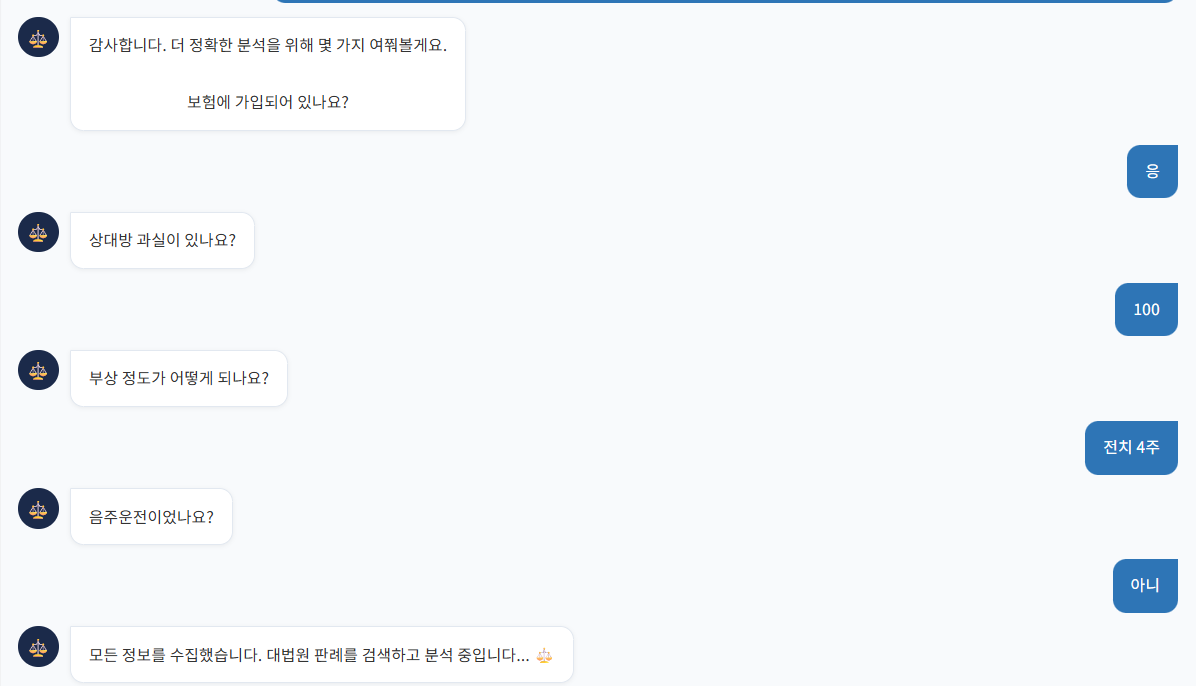 감사합니다. 더 정확한 분석을 위해 몇 가지 여쭤볼게요.
보험에 가입되어 있나요?
응
상대방 과실이 있나요?
100
부상 정도가 어떻게 되나요?
전치 4주
음주운전이었나요?
아니
모든 정보를 수집했습니다. 대법원 판례를 검색하고 분석 중입니다... ⚖️